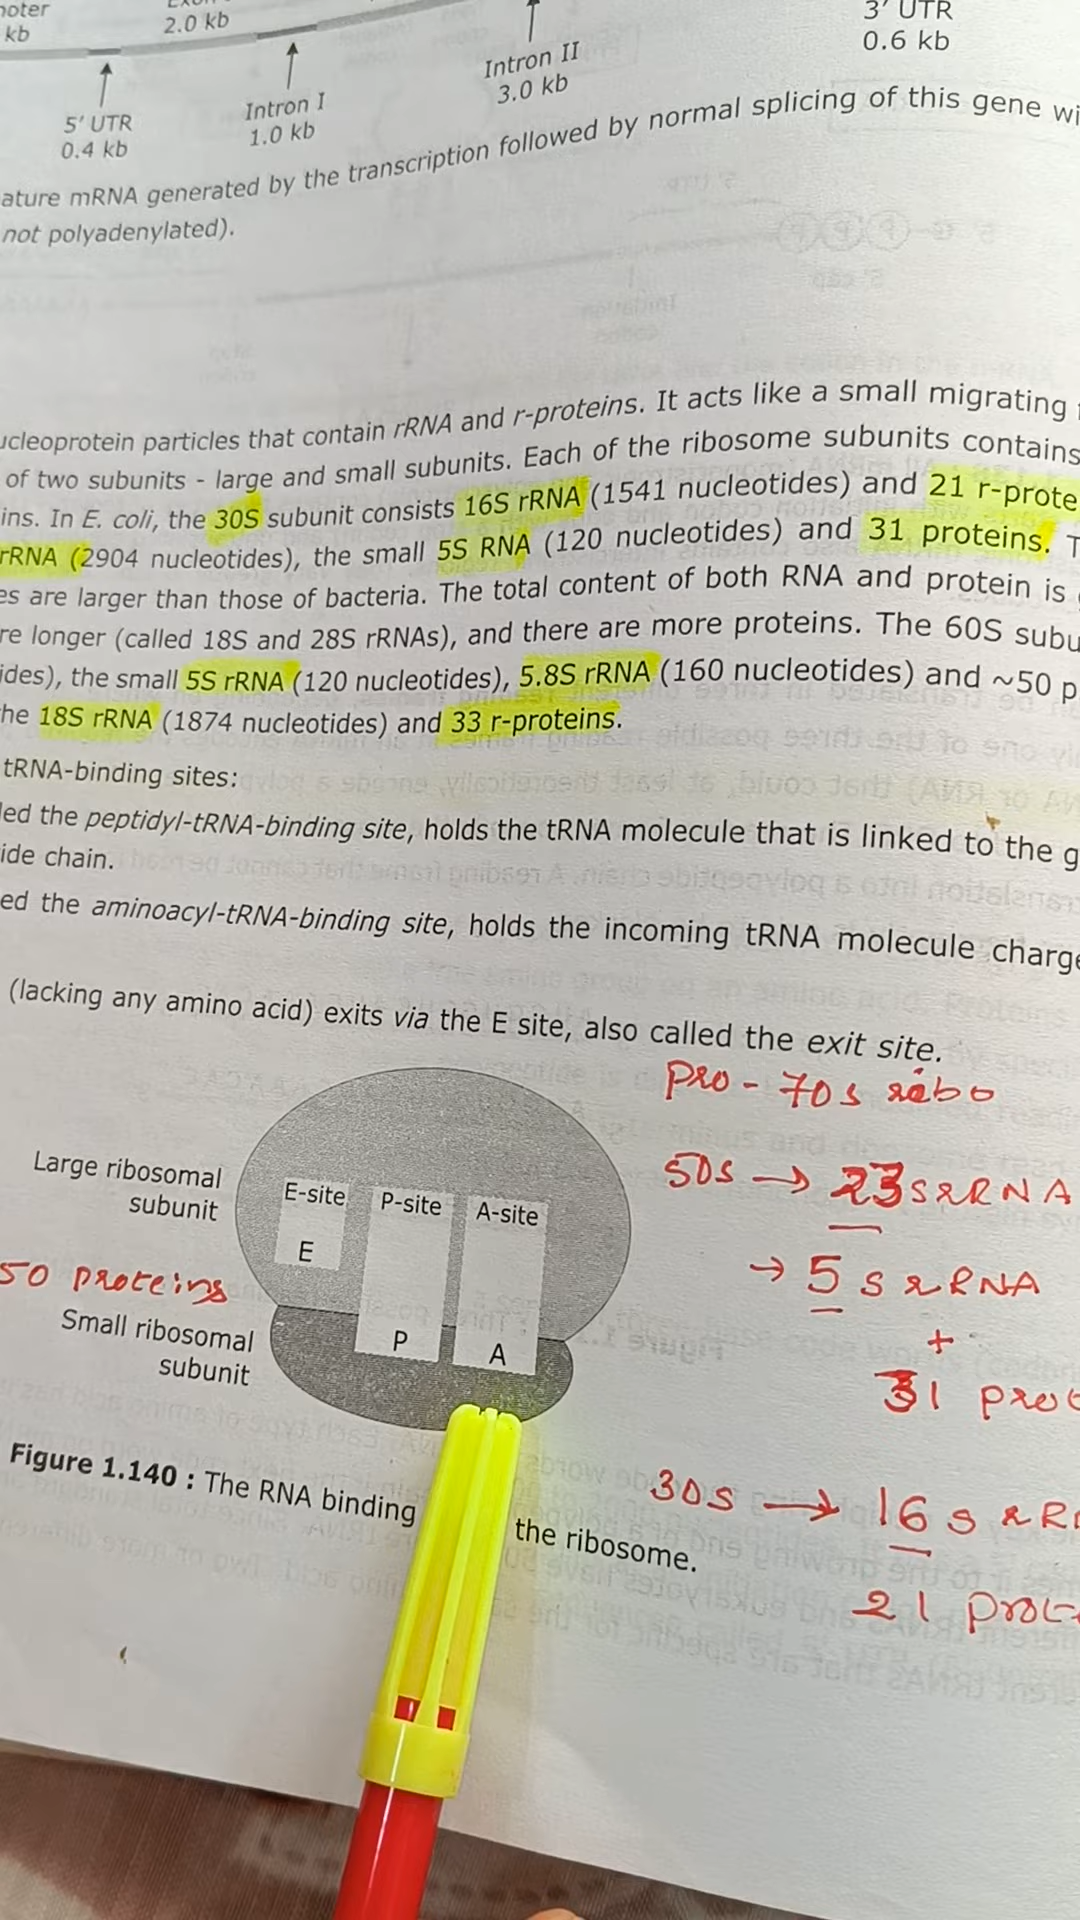 noter
kb
2.0 kb
5' UTR
0.4 kb
Intron I
1.0 kb
Intron II
3.0 kb
3' UTR
0.6 kb
ature mRNA generated by the transcription followed by normal splicing of this gene wi
not polyadenylated).
ucleoprotein particles that contain rRNA and r-proteins. It acts like a small migrating
of two subunits - large and small subunits. Each of the ribosome subunits contains
ins. In E. coli, the 30S subunit consists 16S rRNA (1541 nucleotides) and 21 r-prote
rRNA (2904 nucleotides), the small 5S RNA (120 nucleotides) and 31 proteins. T
es are larger than those of bacteria. The total content of both RNA and protein is
re longer (called 18S and 28S rRNAs), and there are more proteins. The 60S subu
ides), the small 5S rRNA (120 nucleotides), 5.8S rRNA (160 nucleotides) and ~50 p
he 18S rRNA (1874 nucleotides) and 33 r-proteins.
tRNA-binding sites:
led the peptidyl-tRNA-binding site, holds the tRNA molecule that is linked to the g
ide chain.
ed the aminoacyl-tRNA-binding site, holds the incoming tRNA molecule charge
(lacking any amino acid) exits via the E site, also called the exit site.
Pro - 70s ribo
Large ribosomal
subunit
E-site
P-site
A-site
E
50s → 23s rRNA
→ 5s rRNA
+
31 prot
50 proteins
Small ribosomal
subunit
P
A
30s → 16s rR
21 prot
Figure 1.140 : The RNA binding
the ribosome.